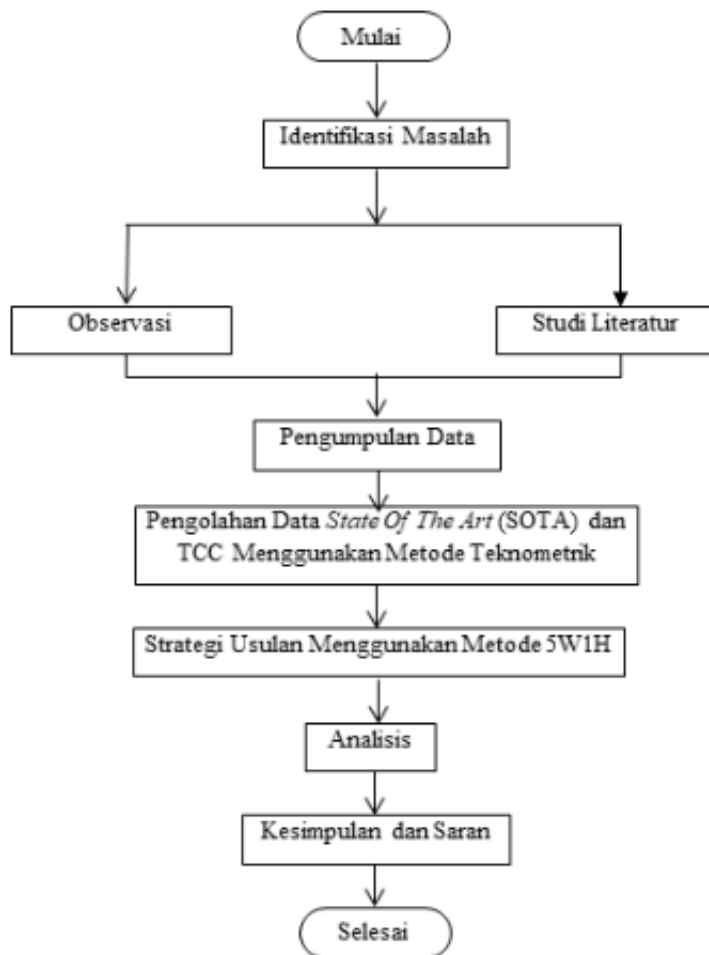 Mulai
Identifikasi Masalah
Observasi
Studi Literatur
Pengumpulan Data
Pengolahan Data State Of The Art (SOTA) dan
TCC Menggunakan Metode Teknometrik
Strategi Usulan Menggunakan Metode 5W1H
Analisis
Kesimpulan dan Saran
Selesai